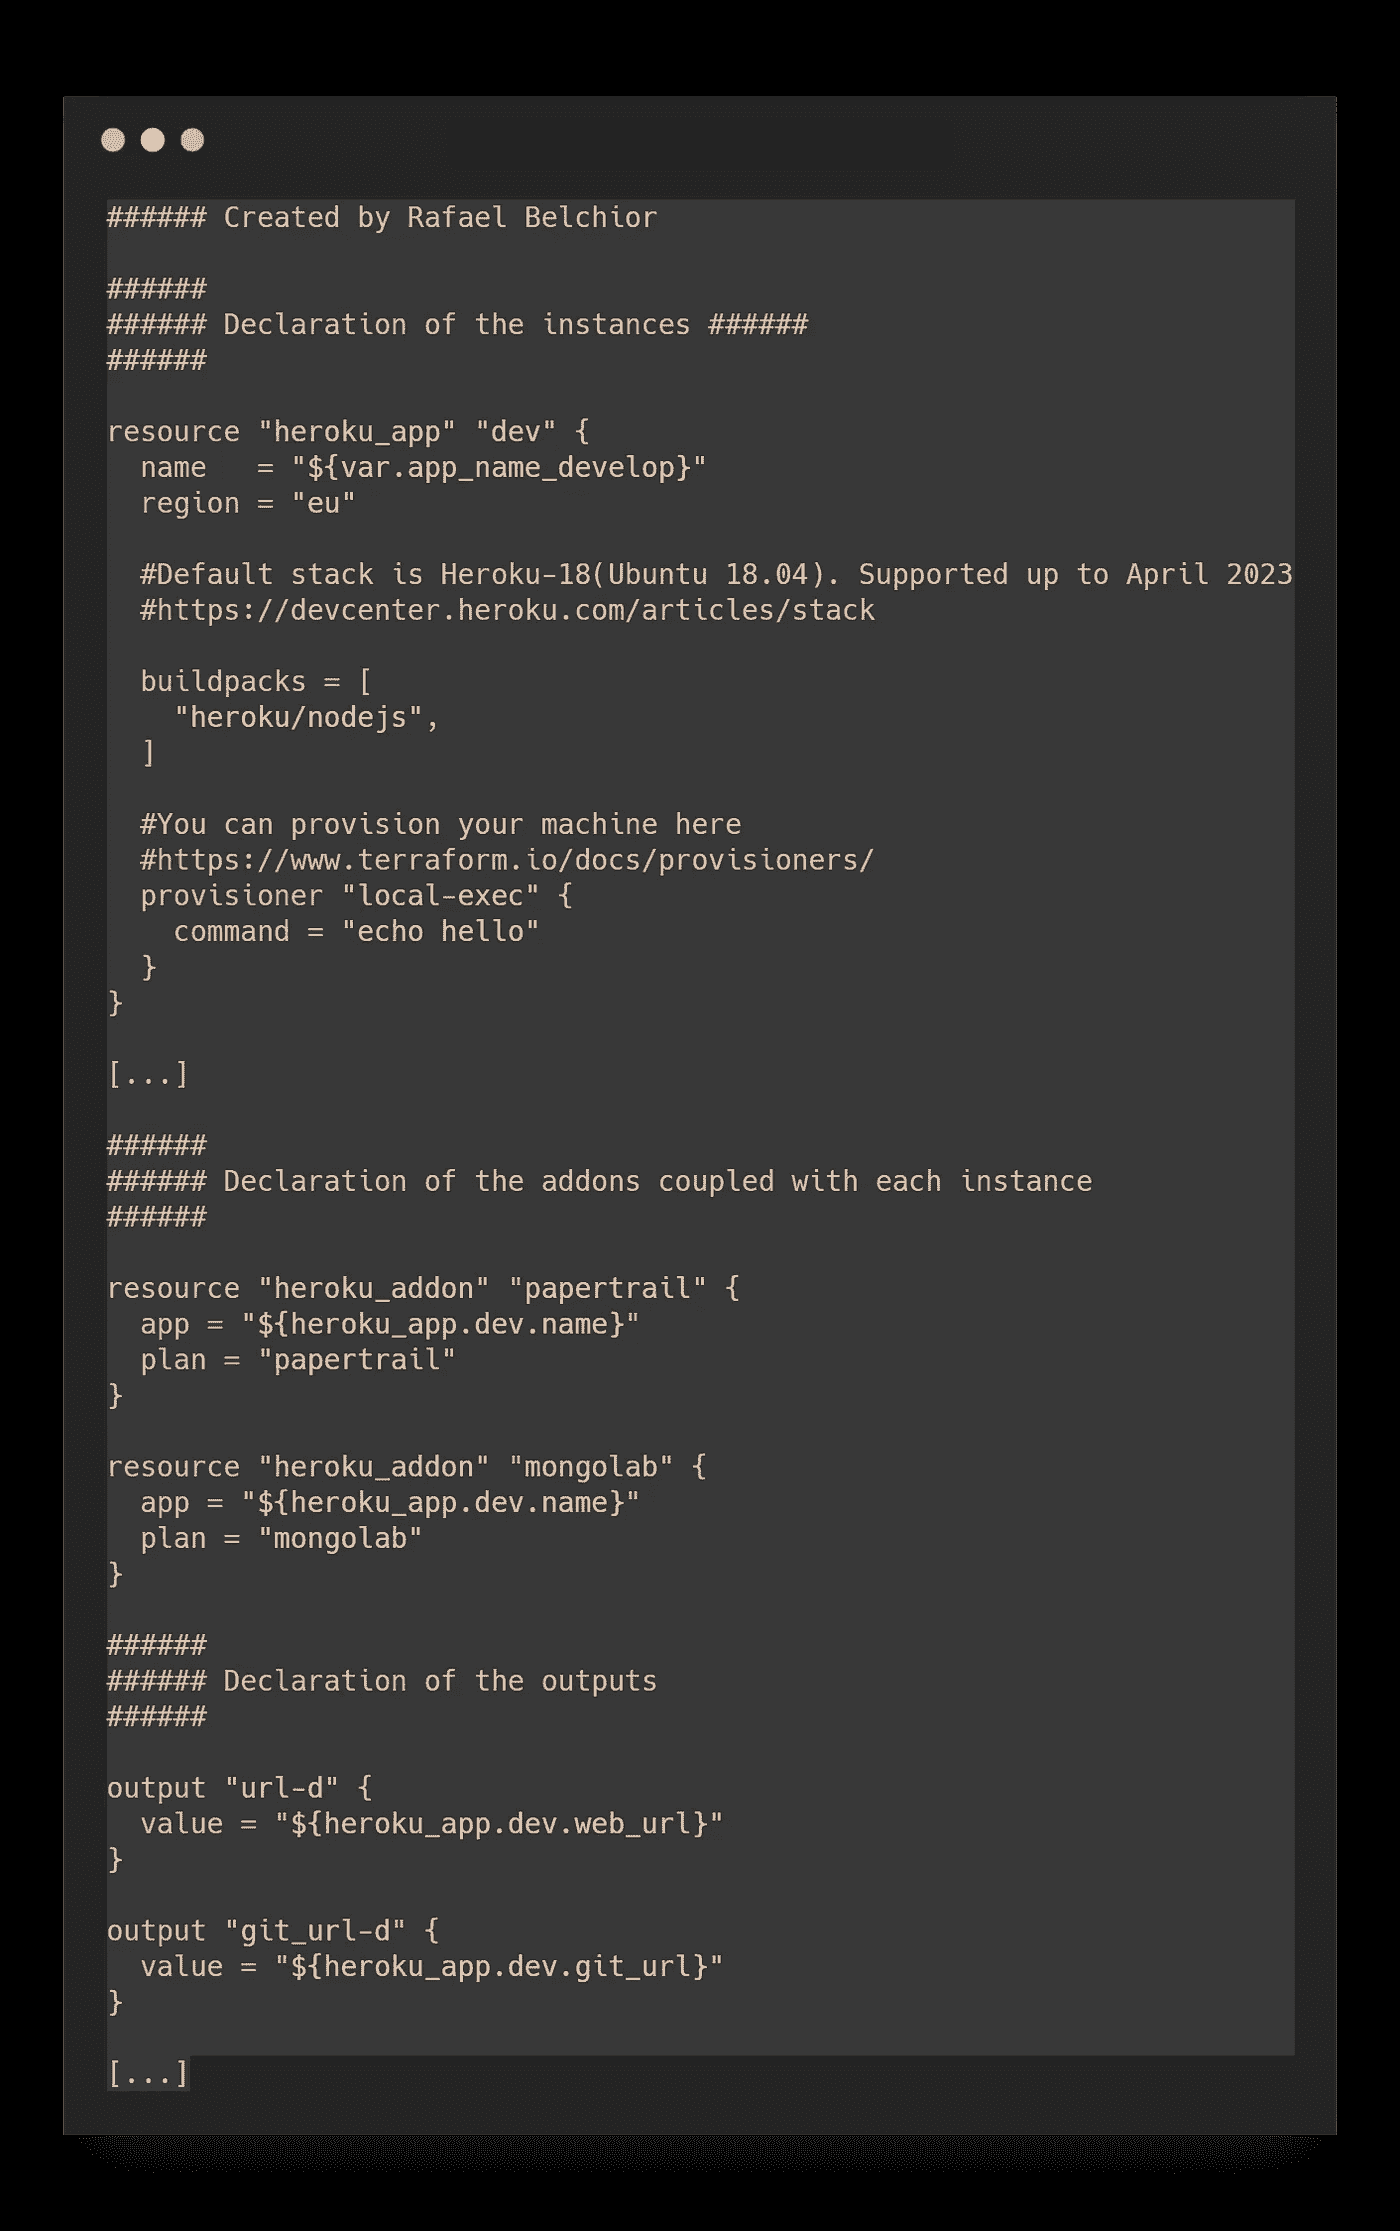 ###### Created by Rafael Belchior
######
###### Declaration of the instances ######
######
resource "heroku_app" "dev" {
  name   = "${var.app_name_develop}"
  region = "eu"
  #Default stack is Heroku-18(Ubuntu 18.04). Supported up to April 2023
  #https://devcenter.heroku.com/articles/stack
  buildpacks = [
    "heroku/nodejs",
  ]
  #You can provision your machine here
  #https://www.terraform.io/docs/provisioners/
  provisioner "local-exec" {
    command = "echo hello"
  }
}
[...]
######
###### Declaration of the addons coupled with each instance
######
resource "heroku_addon" "papertrail" {
  app = "${heroku_app.dev.name}"
  plan = "papertrail"
}
resource "heroku_addon" "mongolab" {
  app = "${heroku_app.dev.name}"
  plan = "mongolab"
}
######
###### Declaration of the outputs
######
output "url-d" {
  value = "${heroku_app.dev.web_url}"
}
output "git_url-d" {
  value = "${heroku_app.dev.git_url}"
}
[...]